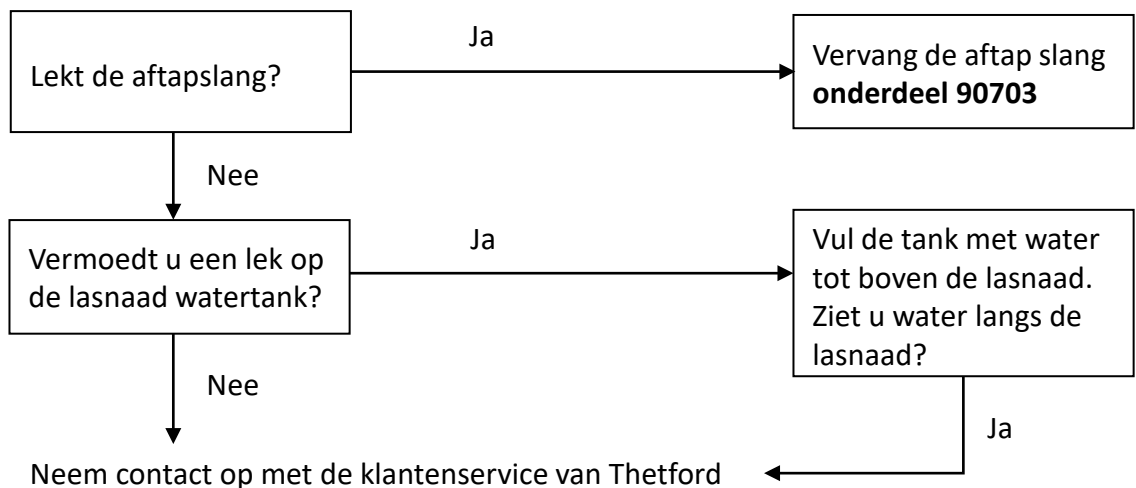 Lekt de aftapslang?
Ja
Vervang de aftap slang
onderdeel 90703
Nee
Vermoedt u een lek op
de lasnaad watertank?
Ja
Vul de tank met water
tot boven de lasnaad.
Ziet u water langs de
lasnaad?
Nee
Ja
Neem contact op met de klantenservice van Thetford